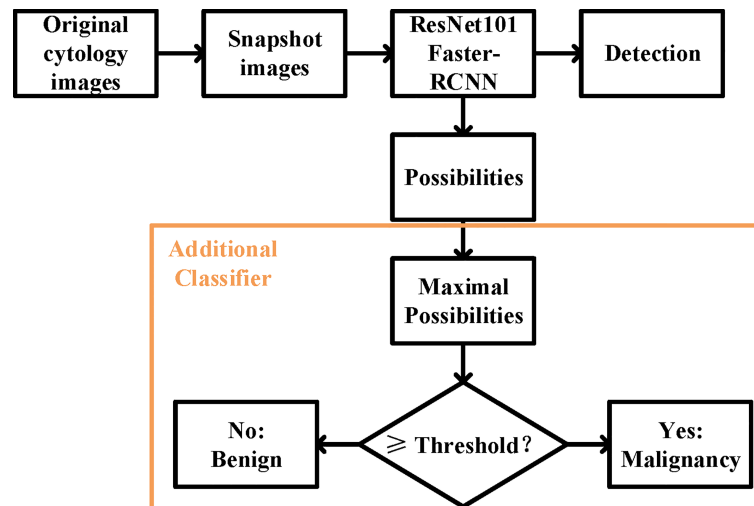 Original
cytology
images
Snapshot
images
ResNet101
Faster-
RCNN
Detection
Possibilities
Additional
Classifier
Maximal
Possibilities
No:
Benign
≥ Threshold?
Yes:
Malignancy